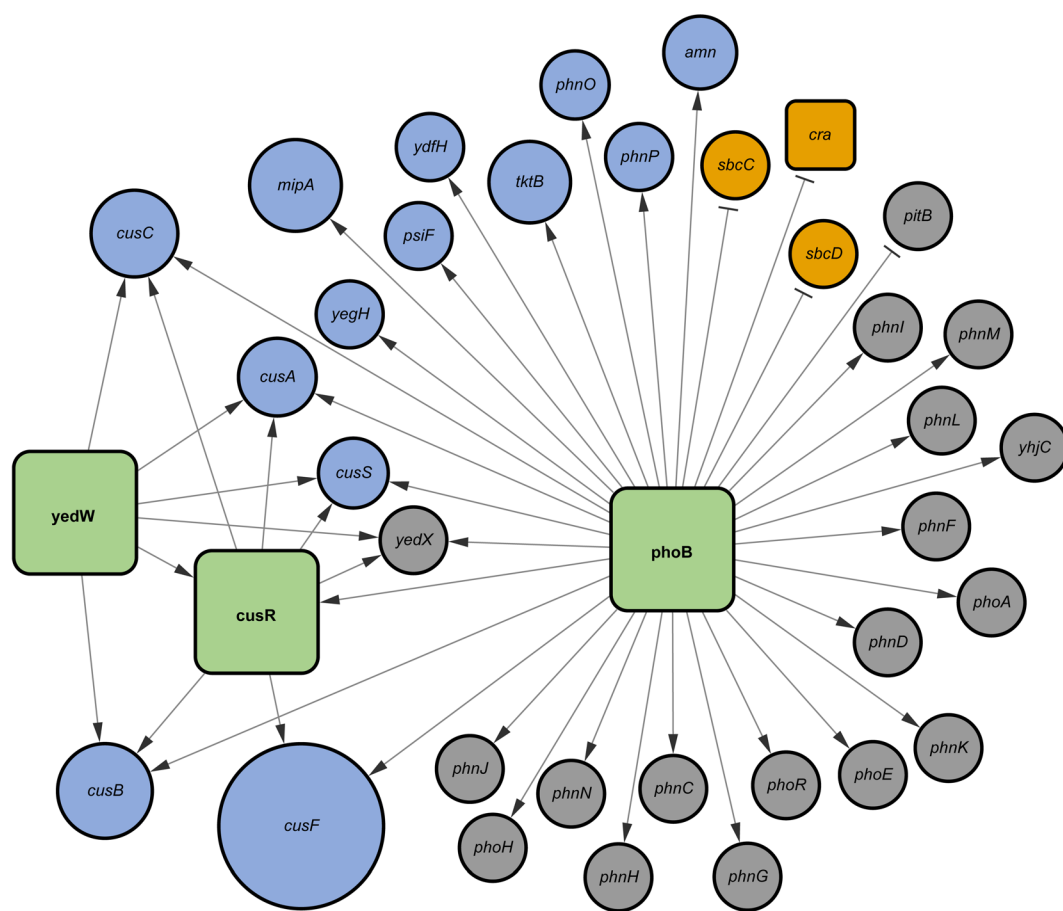 amn
phnO
cra
ydfH
phnP
sbcC
tktB
mipA
pitB
cusC
psiF
sbcD
yegH
phnI
phnM
cusA
phnL
yhjC
cusS
yedW
phnF
yedX
phoB
phoA
cusR
phnD
phnK
phnJ
phoE
phoR
phnC
cusB
phnN
cusF
phoH
phnH
phnG